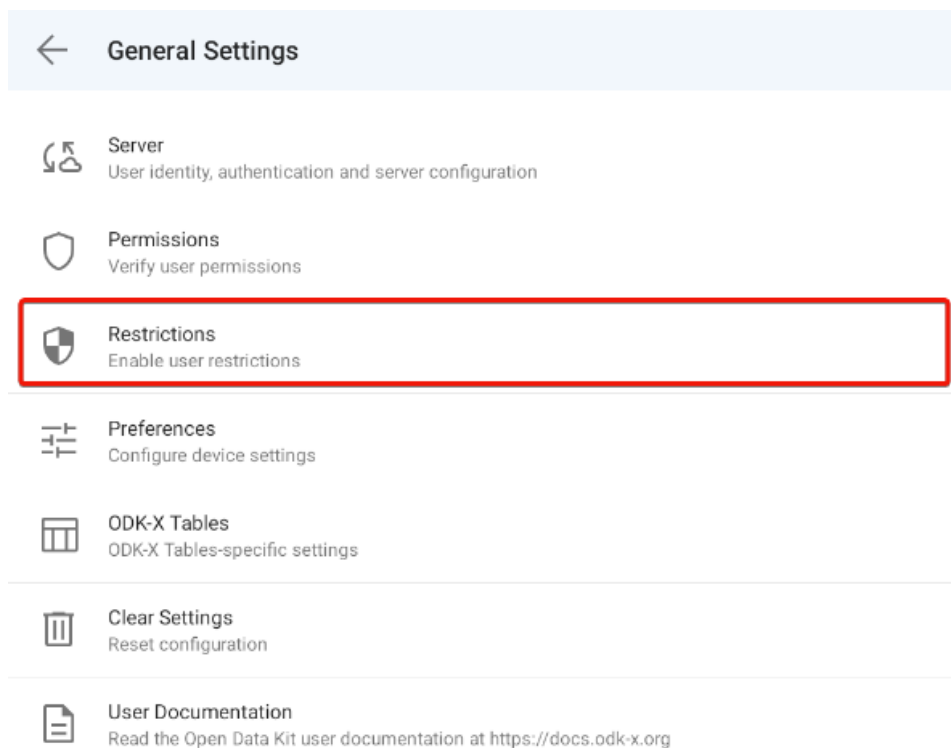 General Settings
Server
User identity, authentication and server configuration
Permissions
Verify user permissions
Restrictions
Enable user restrictions
Preferences
Configure device settings
ODK-X Tables
ODK-X Tables-specific settings
Clear Settings
Reset configuration
User Documentation
Read the Open Data Kit user documentation at https://docs.odk-x.org